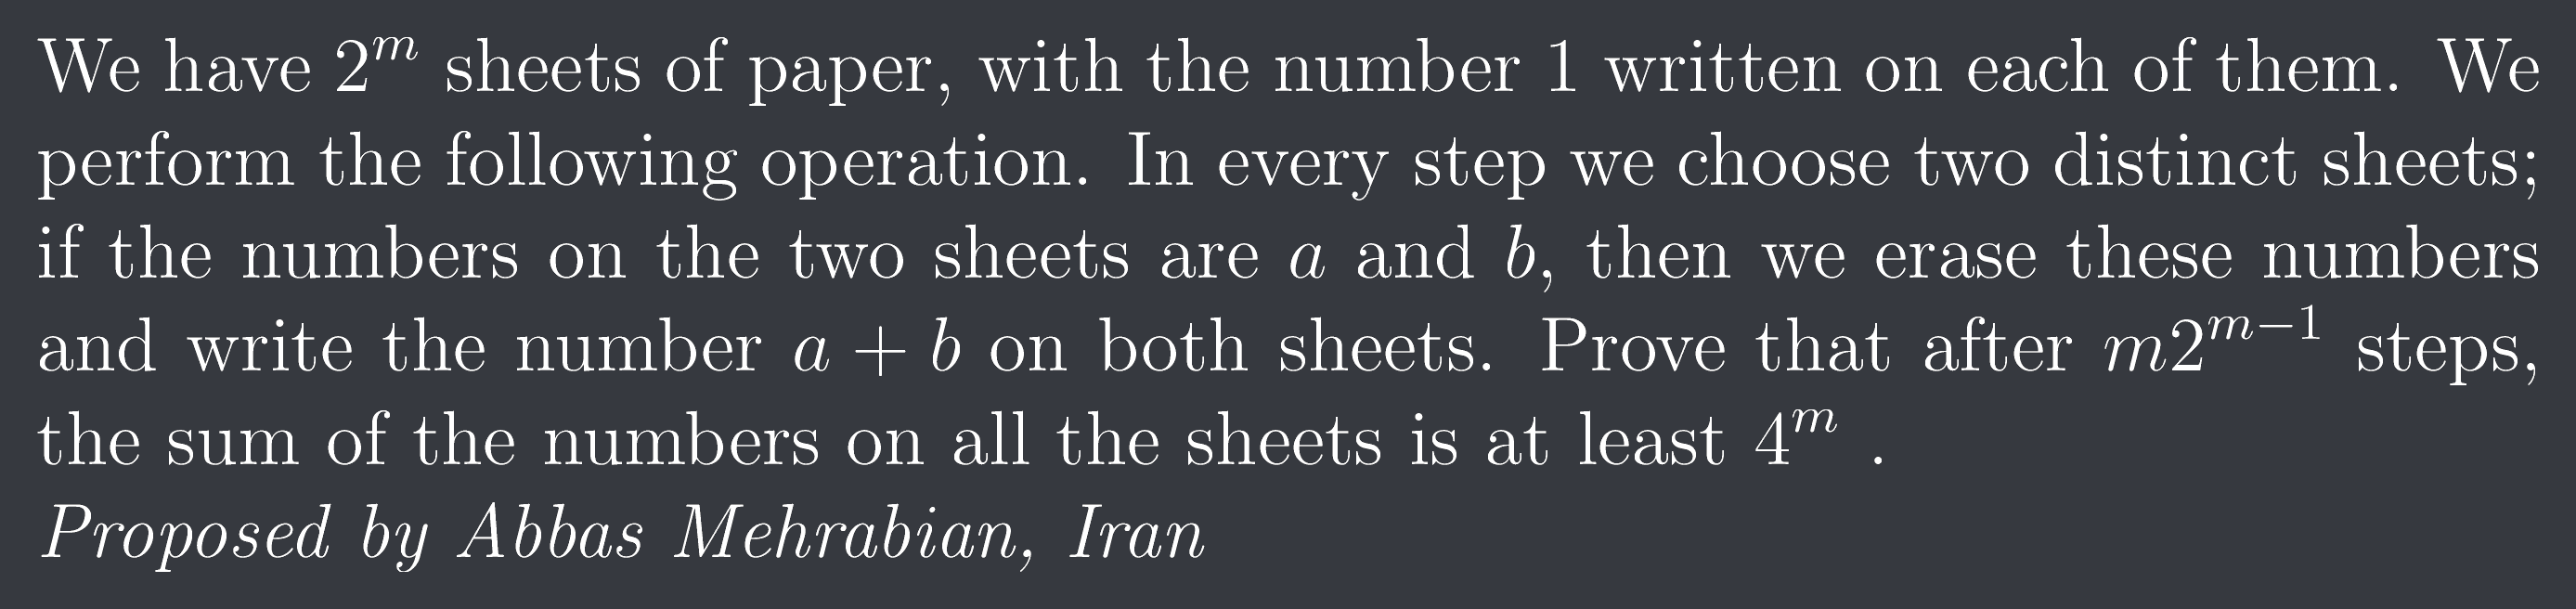 We have 2^m sheets of paper, with the number 1 written on each of them. We
perform the following operation. In every step we choose two distinct sheets;
if the numbers on the two sheets are a and b, then we erase these numbers
and write the number a + b on both sheets. Prove that after m2^{m−1} steps,
the sum of the numbers on all the sheets is at least 4^m .
Proposed by Abbas Mehrabian, Iran